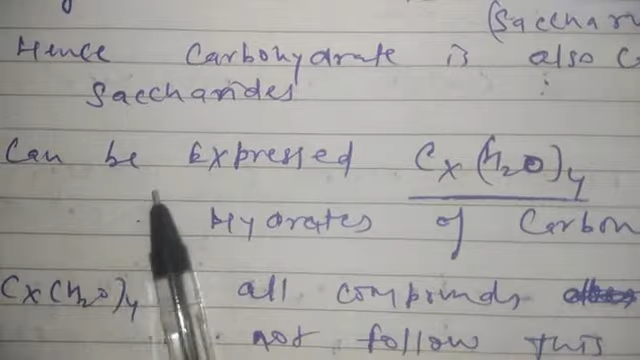 (Sacchar
Hence Carbohydrate is also C
Saccharides
Can be Expressed Cx(H2O)y
Hydrates of Carbon
Cx(H2O)y all compounds
not follow this